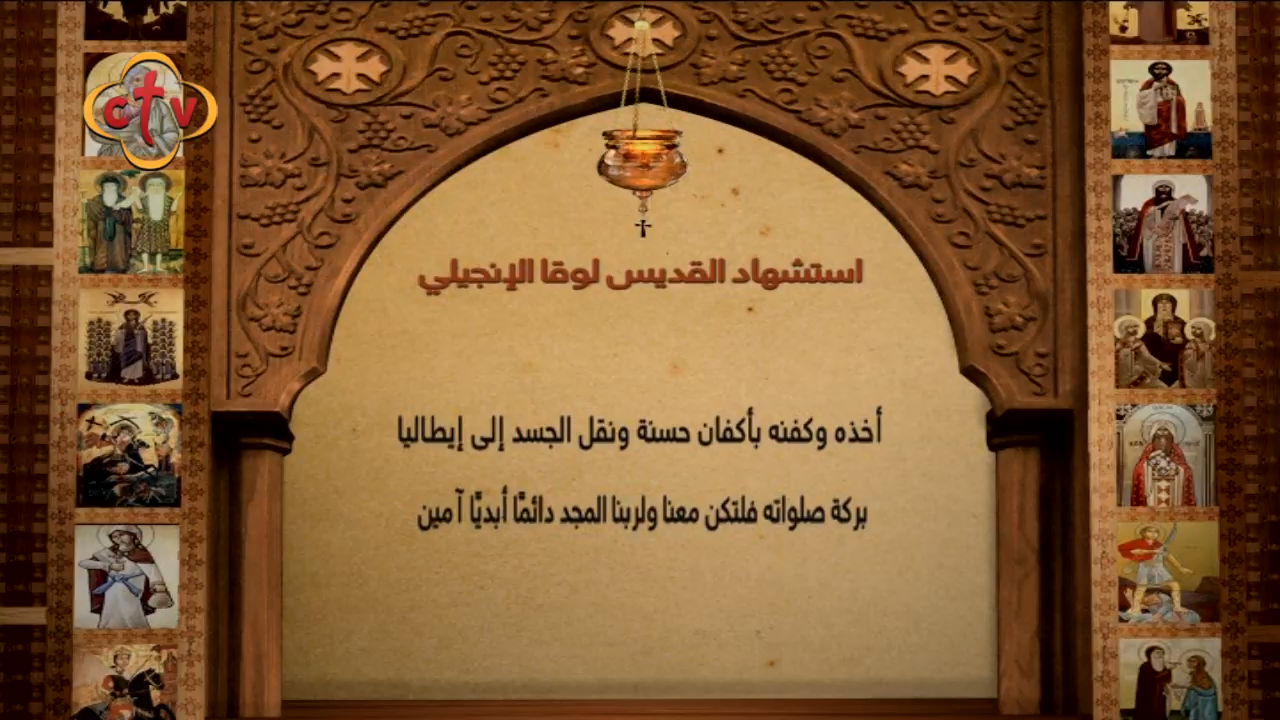 ctv
استشهاد القديس لوقا الإنجيلي
أخذه وكفنه بأكفان حسنة ونقل الجسد إلى إيطاليا
بركة صلواته فلتكن معنا ولربنا المجد دائمًا أبديًا آمين